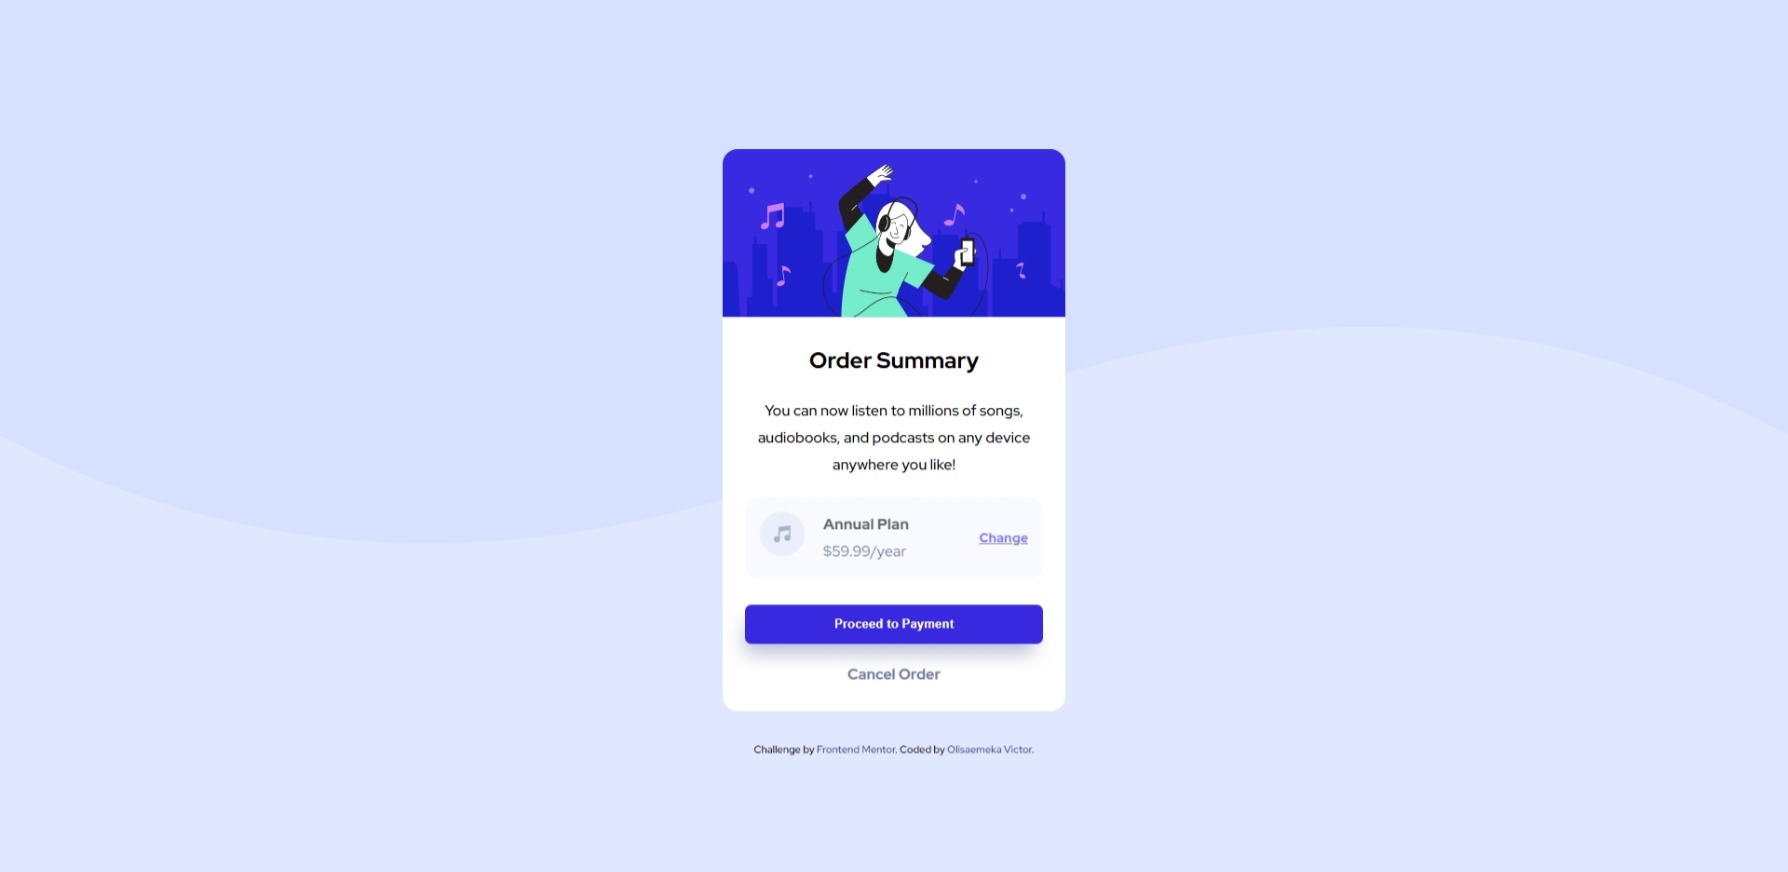 Order Summary
You can now listen to millions of songs,
audiobooks, and podcasts on any device
anywhere you like!
Annual Plan
$59.99/year
Change
Proceed to Payment
Cancel Order
Challenge by Frontend Mentor. Coded by Olisaemeka Victor.